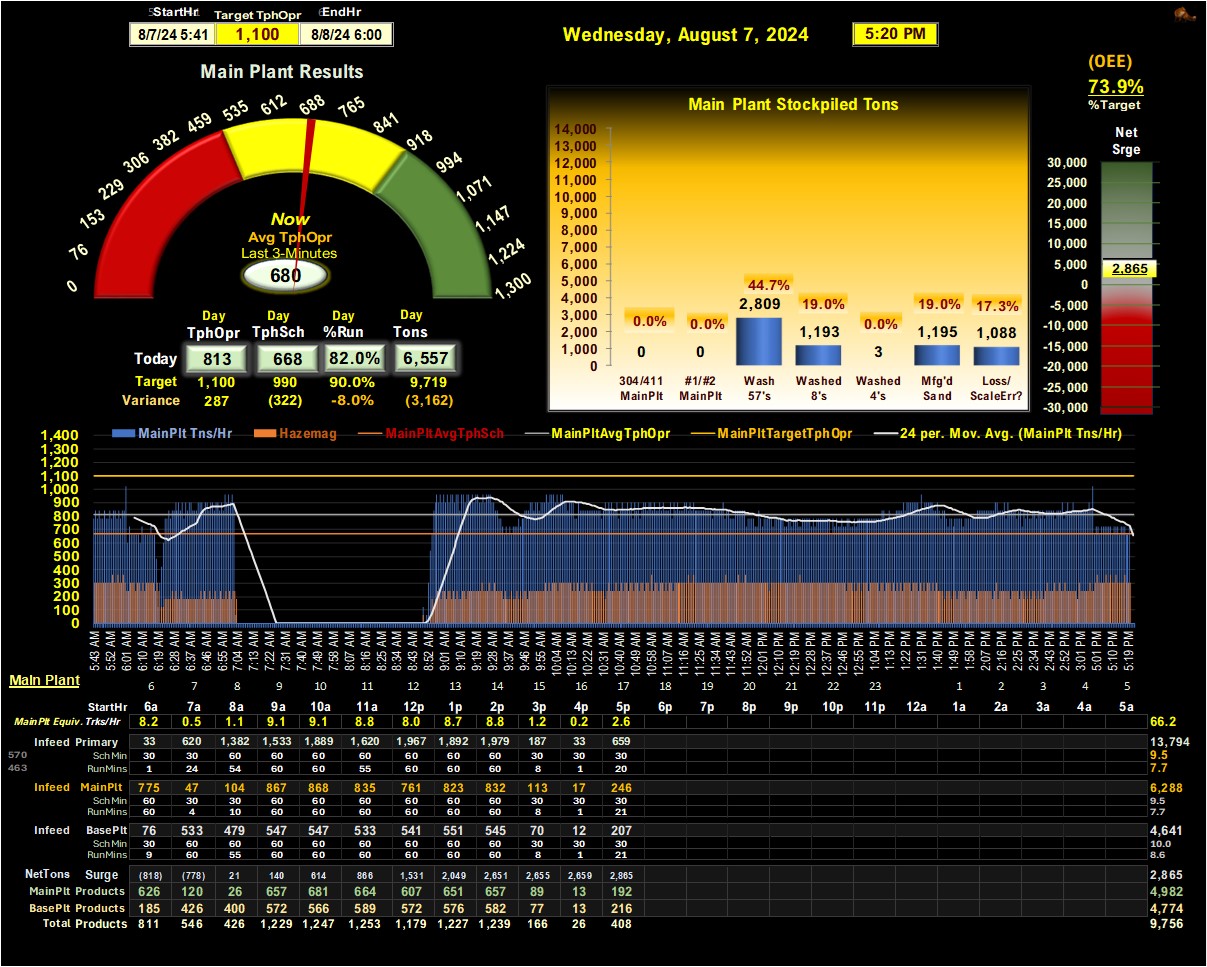 StartHr Target TphOpr EndHr
8/7/24 5:41 1,100 8/8/24 6:00
Wednesday, August 7, 2024 5:20 PM
Main Plant Results
0 76 153 229 306 382 459 535 612 688 765 841 918 994 1,071 1,147 1,224 1,300
Now
Avg TphOpr
Last 3-Minutes
680
Day Day Day Day
TphOpr TphSch %Run Tons
Today 813 668 82.0% 6,557
Target 1,100 990 90.0% 9,719
Variance 287 (322) -8.0% (3,162)
Main Plant Stockpiled Tons
14,000
13,000
12,000
11,000
10,000
9,000
8,000
7,000
6,000
5,000
4,000
3,000
2,000
1,000
0
0.0% 0.0% 44.7% 19.0% 0.0% 19.0% 17.3%
0 0 2,809 1,193 3 1,195 1,088
304/411 #1/#2 Wash Washed Washed Mfg'd Loss/
MainPlt MainPlt 57's 8's 4's Sand ScaleErr?
(OEE)
73.9%
%Target
Net
Srge
30,000
25,000
20,000
15,000
10,000
5,000
0
-5,000
-10,000
-15,000
-20,000
-25,000
-30,000
2,865
MainPlt Tns/Hr Hazemag MainPltAvgTphSch MainPltAvgTphOpr MainPltTargetTphOpr 24 per. Mov. Avg. (MainPlt Tns/Hr)
1,400
1,300
1,200
1,100
1,000
900
800
700
600
500
400
300
200
100
0
5:43 AM 5:52 AM 6:01 AM 6:10 AM 6:19 AM 6:28 AM 6:37 AM 6:46 AM 6:55 AM 7:04 AM 7:13 AM 7:22 AM 7:31 AM 7:40 AM 7:49 AM 7:58 AM 8:07 AM 8:16 AM 8:25 AM 8:34 AM 8:43 AM 8:52 AM 9:01 AM 9:10 AM 9:19 AM 9:28 AM 9:37 AM 9:46 AM 9:55 AM 10:04 AM 10:13 AM 10:22 AM 10:31 AM 10:40 AM 10:49 AM 10:58 AM 11:07 AM 11:16 AM 11:25 AM 11:34 AM 11:43 AM 11:52 AM 12:01 PM 12:10 PM 12:19 PM 12:28 PM 12:37 PM 12:46 PM 12:55 PM 1:04 PM 1:13 PM 1:22 PM 1:31 PM 1:40 PM 1:49 PM 1:58 PM 2:07 PM 2:16 PM 2:25 PM 2:34 PM 2:43 PM 2:52 PM 3:01 PM 5:01 PM 5:10 PM 5:19 PM
Main Plant
6 7 8 9 10 11 12 13 14 15 16 17 18 19 20 21 22 23 1 2 3 4 5
StartHr 6a 7a 8a 9a 10a 11a 12p 1p 2p 3p 4p 5p 6p 7p 8p 9p 10p 11p 12a 1a 2a 3a 4a 5a
MainPlt Equiv. Trks/Hr 8.2 0.5 1.1 9.1 9.1 8.8 8.0 8.7 8.8 1.2 0.2 2.6 66.2
Infeed Primary 33 620 1,382 1,533 1,889 1,620 1,967 1,892 1,979 187 33 659 13,794
570 SchMin 30 30 60 60 60 60 60 60 60 30 30 30 9.5
463 RunMins 1 24 54 60 60 55 60 60 60 8 1 20 7.7
Infeed MainPlt 775 47 104 867 868 835 761 823 832 113 17 246 6,288
SchMin 60 30 30 60 60 60 60 60 60 30 30 30 9.5
RunMins 60 4 10 60 60 60 60 60 60 8 1 21 7.7
Infeed BasePlt 76 533 479 547 547 533 541 551 545 70 12 207 4,641
SchMin 30 60 60 60 60 60 60 60 60 30 30 30 10.0
RunMins 9 60 55 60 60 60 60 60 60 8 1 21 8.6
NetTons Surge (818) (778) 21 140 614 866 1,531 2,049 2,651 2,655 2,659 2,865 2,865
MainPlt Products 626 120 26 657 681 664 607 651 657 89 13 192 4,982
BasePlt Products 185 426 400 572 566 589 572 576 582 77 13 216 4,774
Total Products 811 546 426 1,229 1,247 1,253 1,179 1,227 1,239 166 26 408 9,756